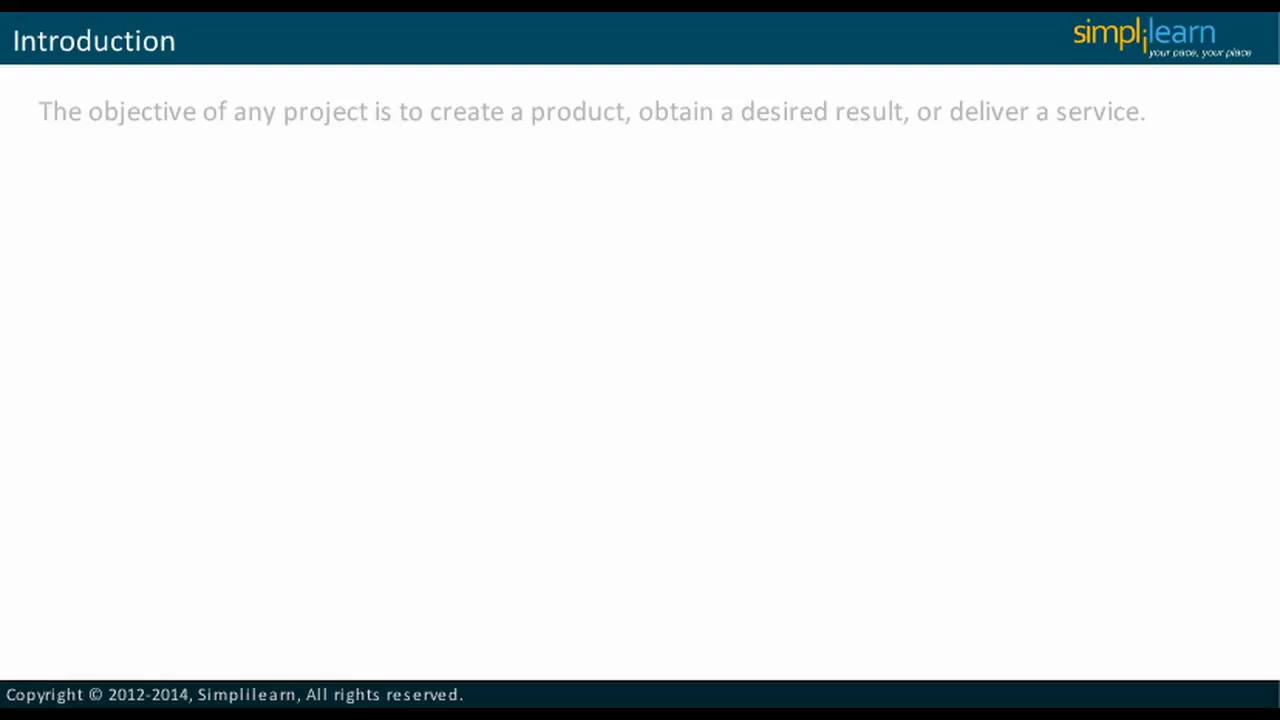 Introduction
simplilearn
your pace, your place
The objective of any project is to create a product, obtain a desired result, or deliver a service.
Copyright © 2012-2014, Simplilearn, All rights reserved.